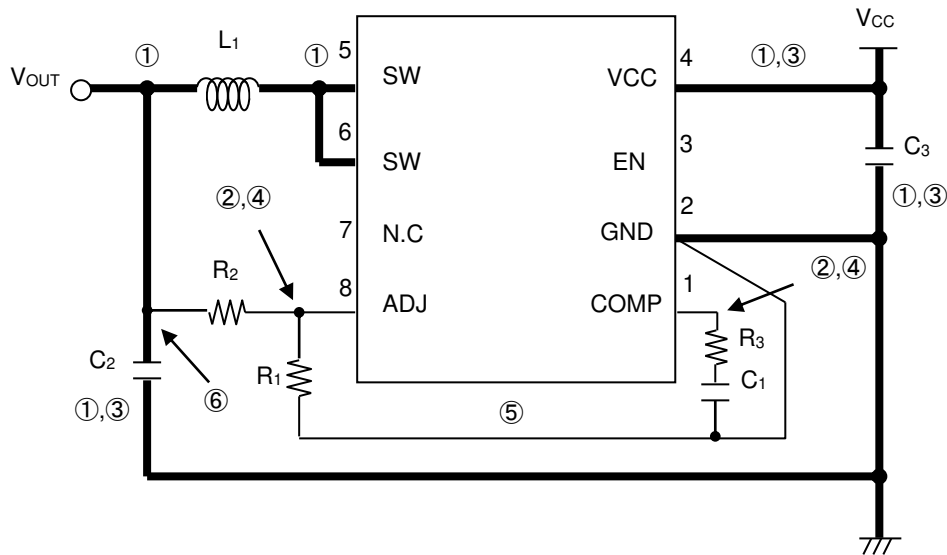 VCC
L1
① ① 5 4 ①,③
VOUT SW VCC
6 3 C3
SW EN
①,③
②,④ 2
7 N.C GND
②,④
R2 8 ADJ COMP 1
R3
C2 R1 C1
①,③ ⑥ ⑤